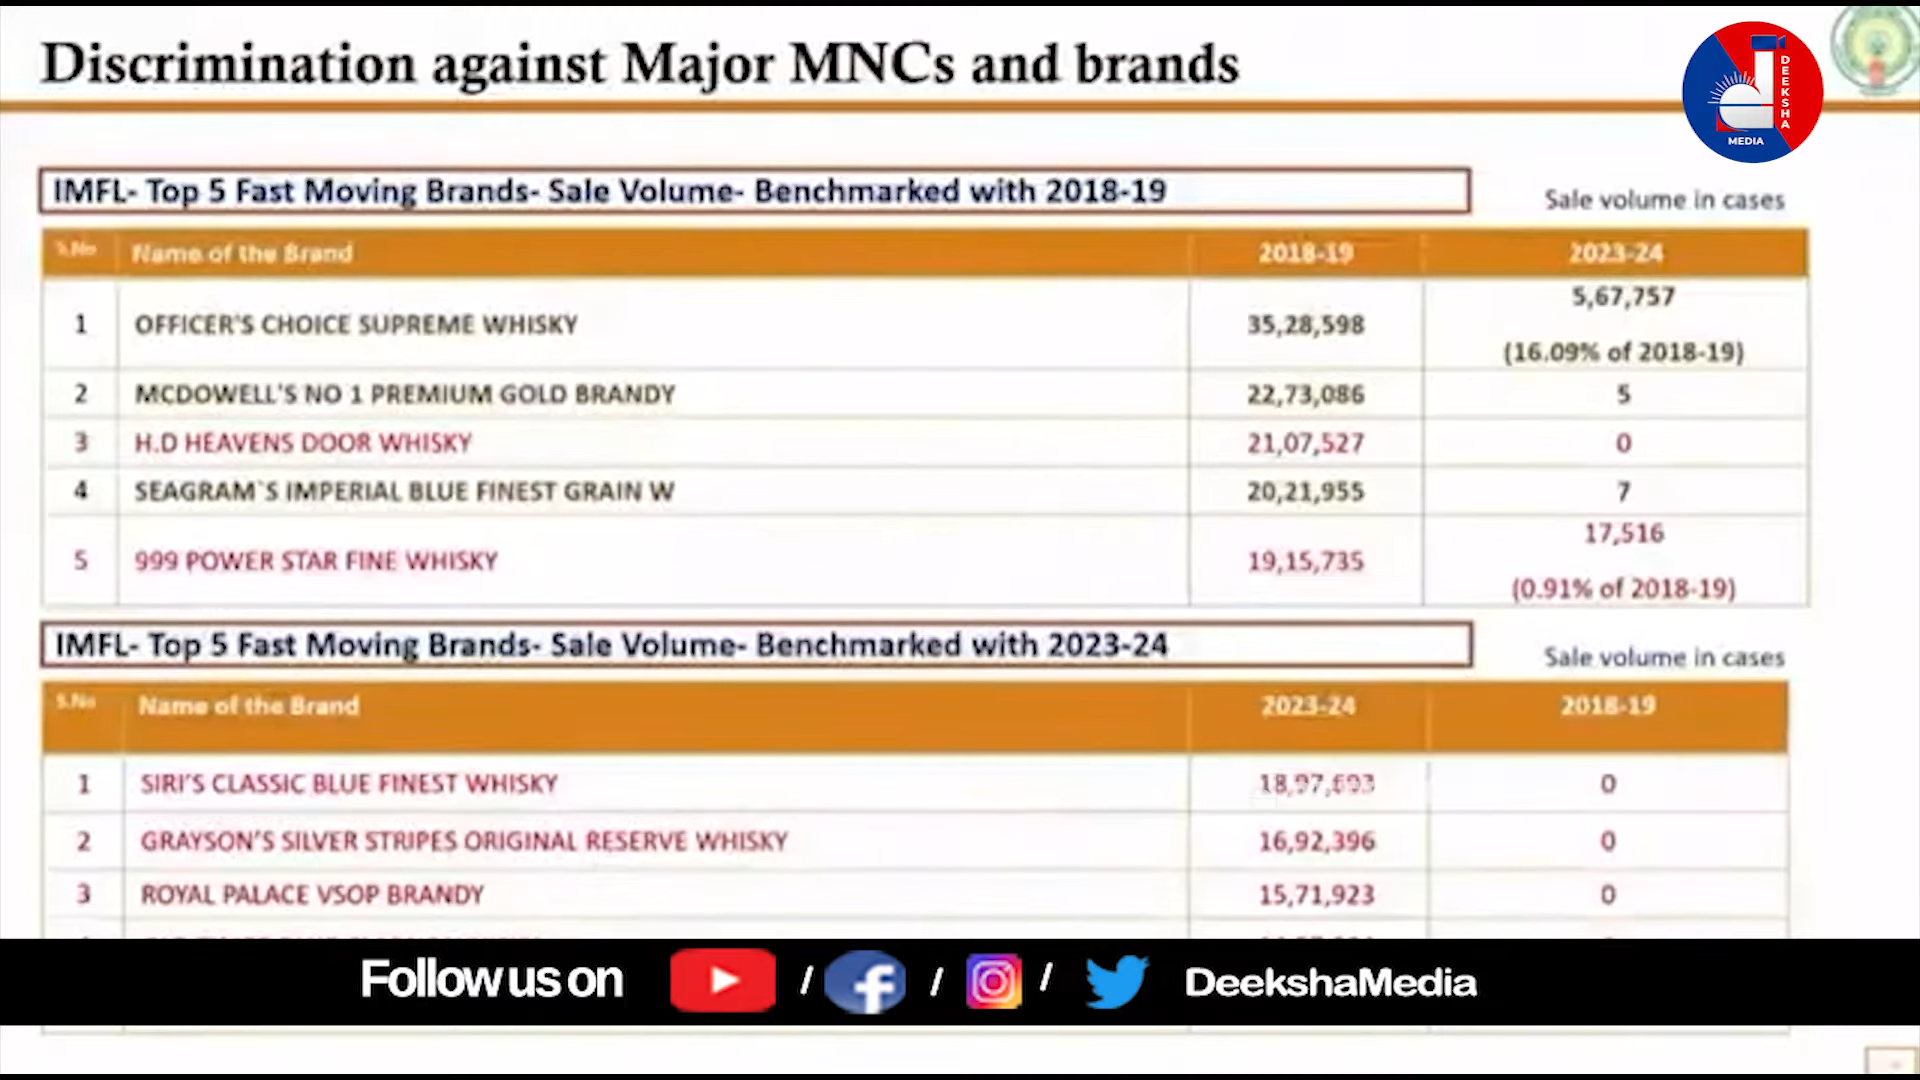 Discrimination against Major MNCs and brands
DEEKSHA
MEDIA
IMFL- Top 5 Fast Moving Brands- Sale Volume- Benchmarked with 2018-19
Sale volume in cases
S.No Name of the Brand 2018-19 2023-24
1 OFFICER'S CHOICE SUPREME WHISKY 35,28,598 5,67,757
(16.09% of 2018-19)
2 MCDOWELL'S NO 1 PREMIUM GOLD BRANDY 22,73,086 5
3 H.D HEAVENS DOOR WHISKY 21,07,527 0
4 SEAGRAM`S IMPERIAL BLUE FINEST GRAIN W 20,21,955 7
5 999 POWER STAR FINE WHISKY 19,15,735 17,516
(0.91% of 2018-19)
IMFL- Top 5 Fast Moving Brands- Sale Volume- Benchmarked with 2023-24
Sale volume in cases
S.No Name of the Brand 2023-24 2018-19
1 SIRI'S CLASSIC BLUE FINEST WHISKY 0
2 GRAYSON'S SILVER STRIPES ORIGINAL RESERVE WHISKY 16,92,396 0
3 ROYAL PALACE VSOP BRANDY 15,71,923 0
Follow us on / / / DeekshaMedia